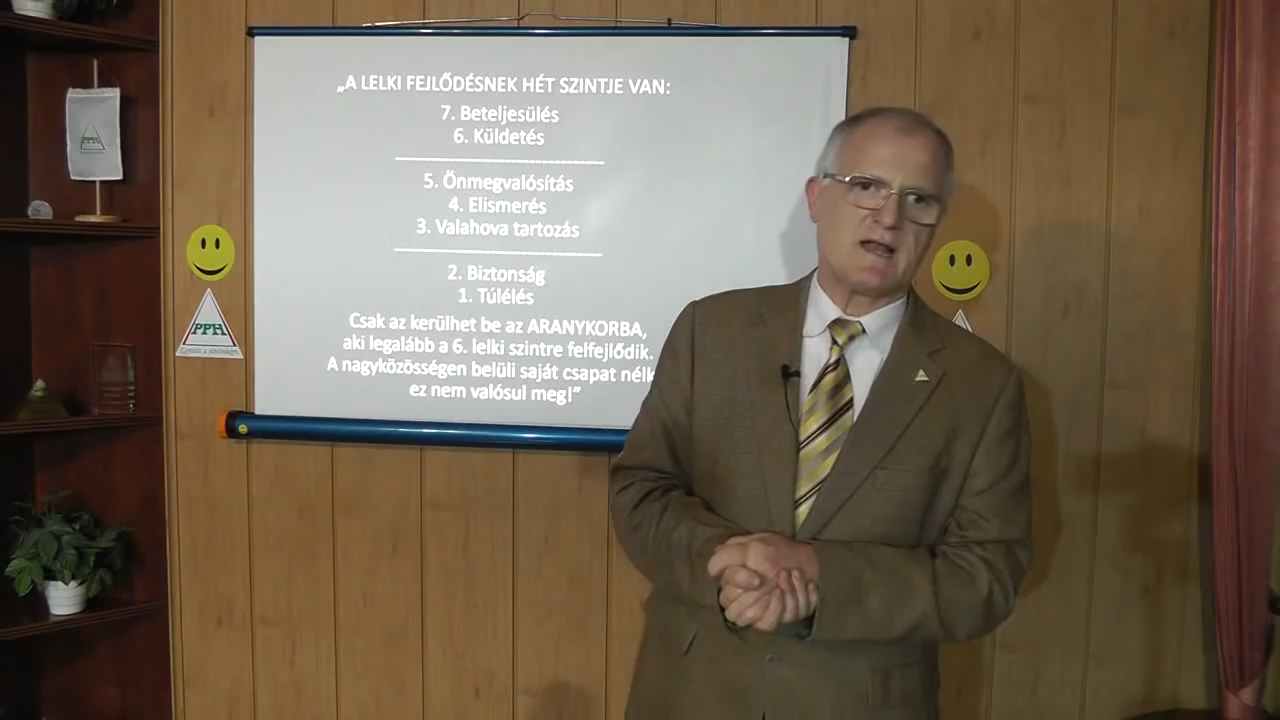 „A LELKI FEJLŐDÉSNEK HÉT SZINTJE VAN:
7. Beteljesülés
6. Küldetés
5. Önmegvalósítás
4. Elismerés
3. Valahova tartozás
2. Biztonság
1. Túlélés
Csak az kerülhet be az ARANYKORBA,
aki legalább a 6. lelki szintre felfejlődik.
A nagyközösségen belüli saját csapat nélk
ez nem valósul meg!”
PPH
PPH